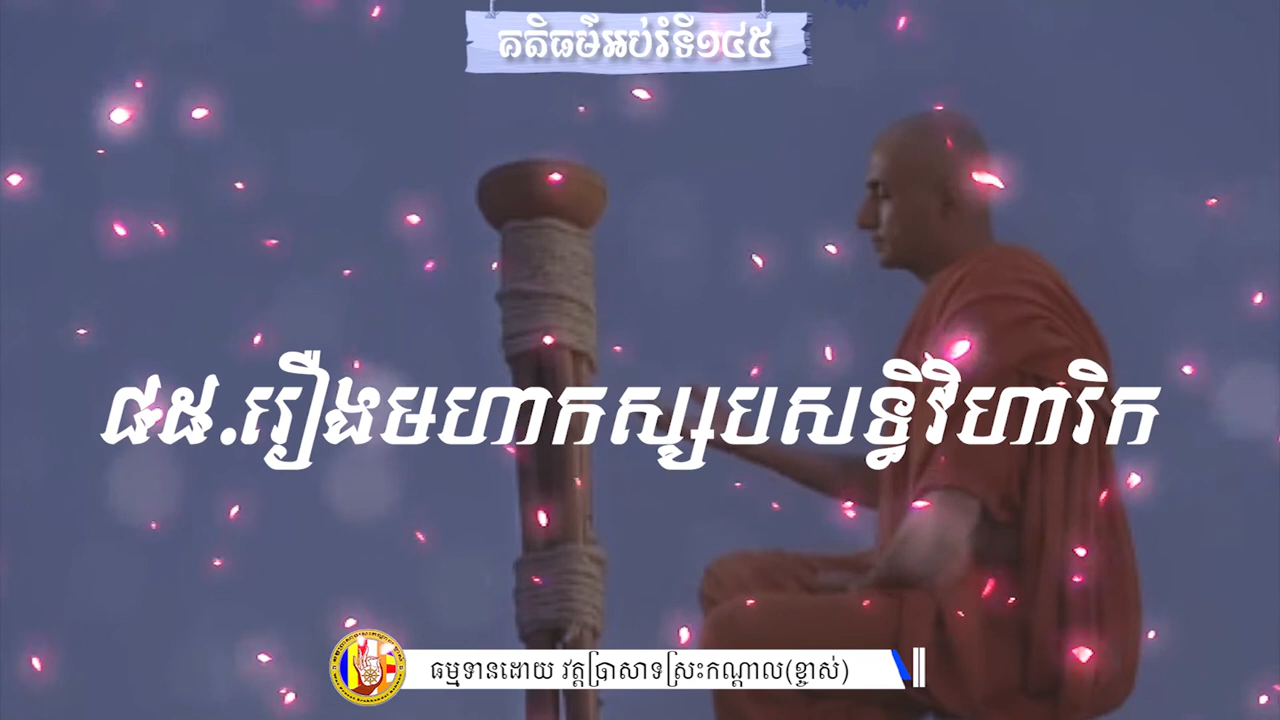 គតិធម៌អប់រំទី១៤៥
៨៥.រឿងមហាកស្សបសទ្ធិវិហារិក
ធម្មទានដោយ វត្តប្រាសាទស្រះកណ្តាល(ខ្ចាស់)